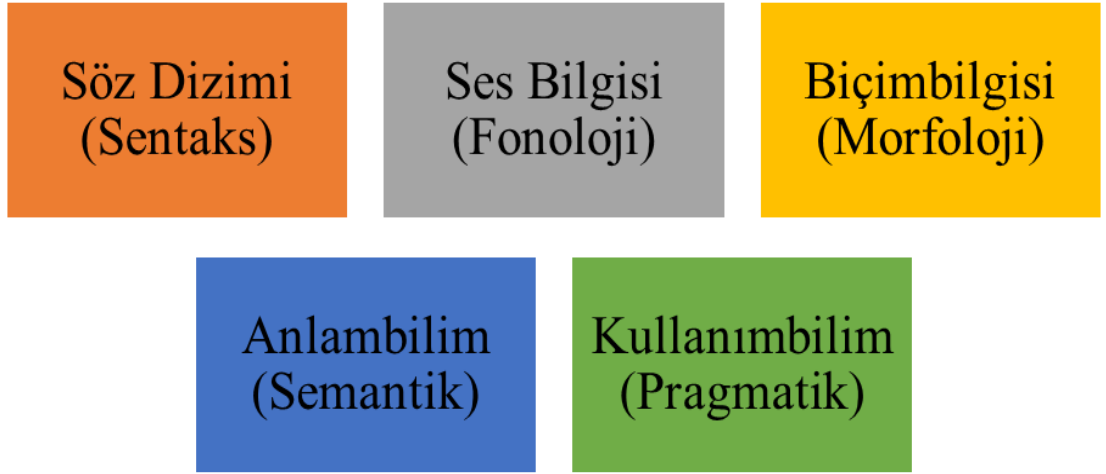 Söz Dizimi
(Sentaks)
Ses Bilgisi
(Fonoloji)
Biçimbilgisi
(Morfoloji)
Anlambilim
(Semantik)
Kullanımbilim
(Pragmatik)